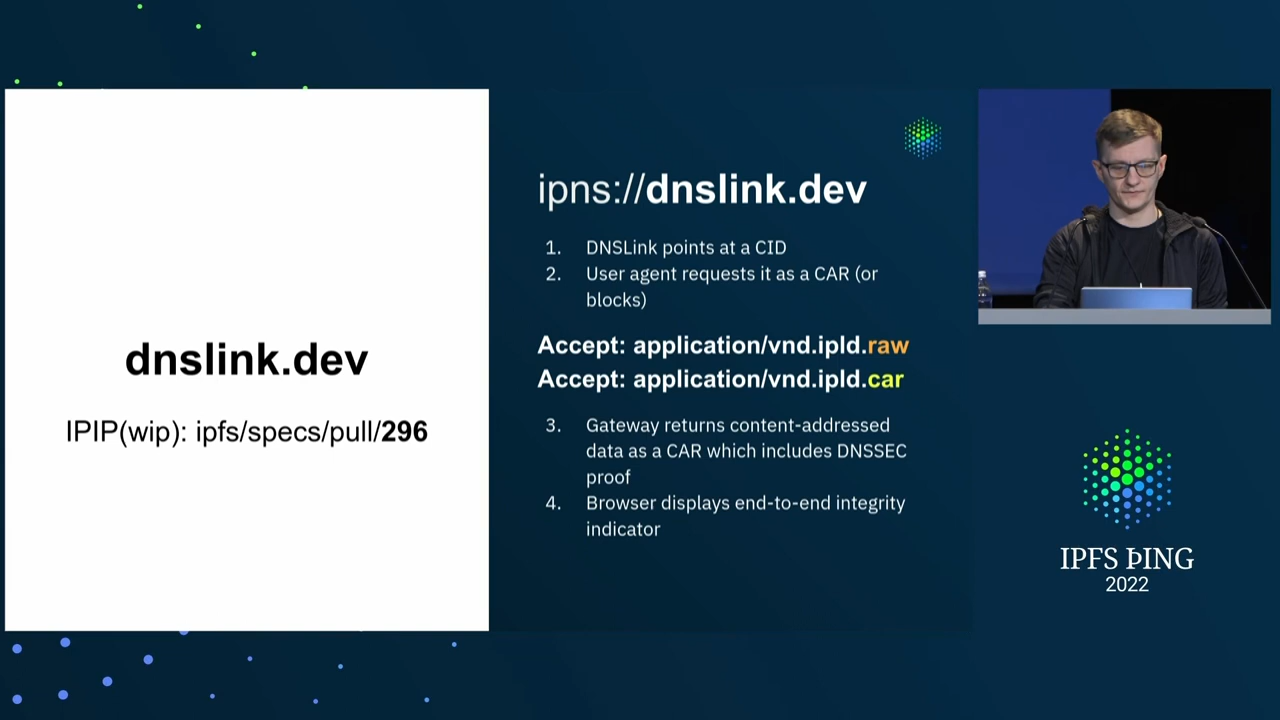 dnslink.dev
IPIP(wip): ipfs/specs/pull/296
ipns://dnslink.dev
1. DNSLink points at a CID
2. User agent requests it as a CAR (or
blocks)
Accept: application/vnd.ipld.raw
Accept: application/vnd.ipld.car
3. Gateway returns content-addressed
data as a CAR which includes DNSSEC
proof
4. Browser displays end-to-end integrity
indicator
IPFS ÞING
2022